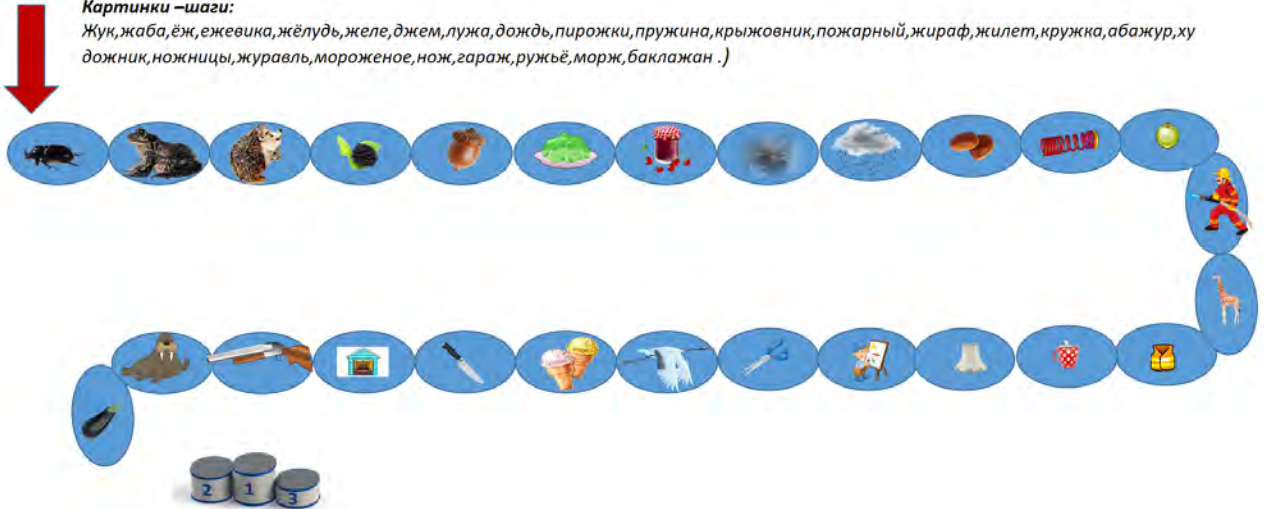 Картинки –шаги:
Жук,жаба,ёж,ежевика,жёлудь,желе,джем,лужа,дождь,пирожки,пружина,крыжовник,пожарный,жираф,жилет,кружка,абажур,ху
дожник,ножницы,журавль,мороженое,нож,гараж,ружьё,морж,баклажан .)
2 1 3